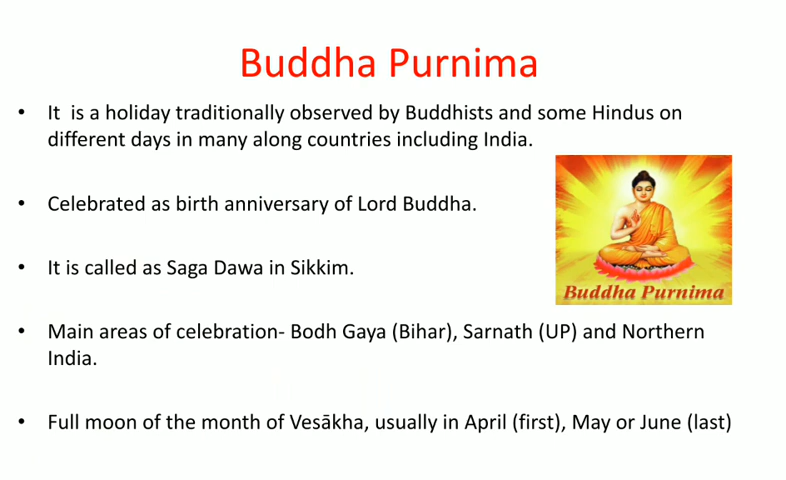 Buddha Purnima
• It is a holiday traditionally observed by Buddhists and some Hindus on
different days in many along countries including India.
• Celebrated as birth anniversary of Lord Buddha.
• It is called as Saga Dawa in Sikkim.
Buddha Purnima
• Main areas of celebration- Bodh Gaya (Bihar), Sarnath (UP) and Northern
India.
• Full moon of the month of Vesākha, usually in April (first), May or June (last)